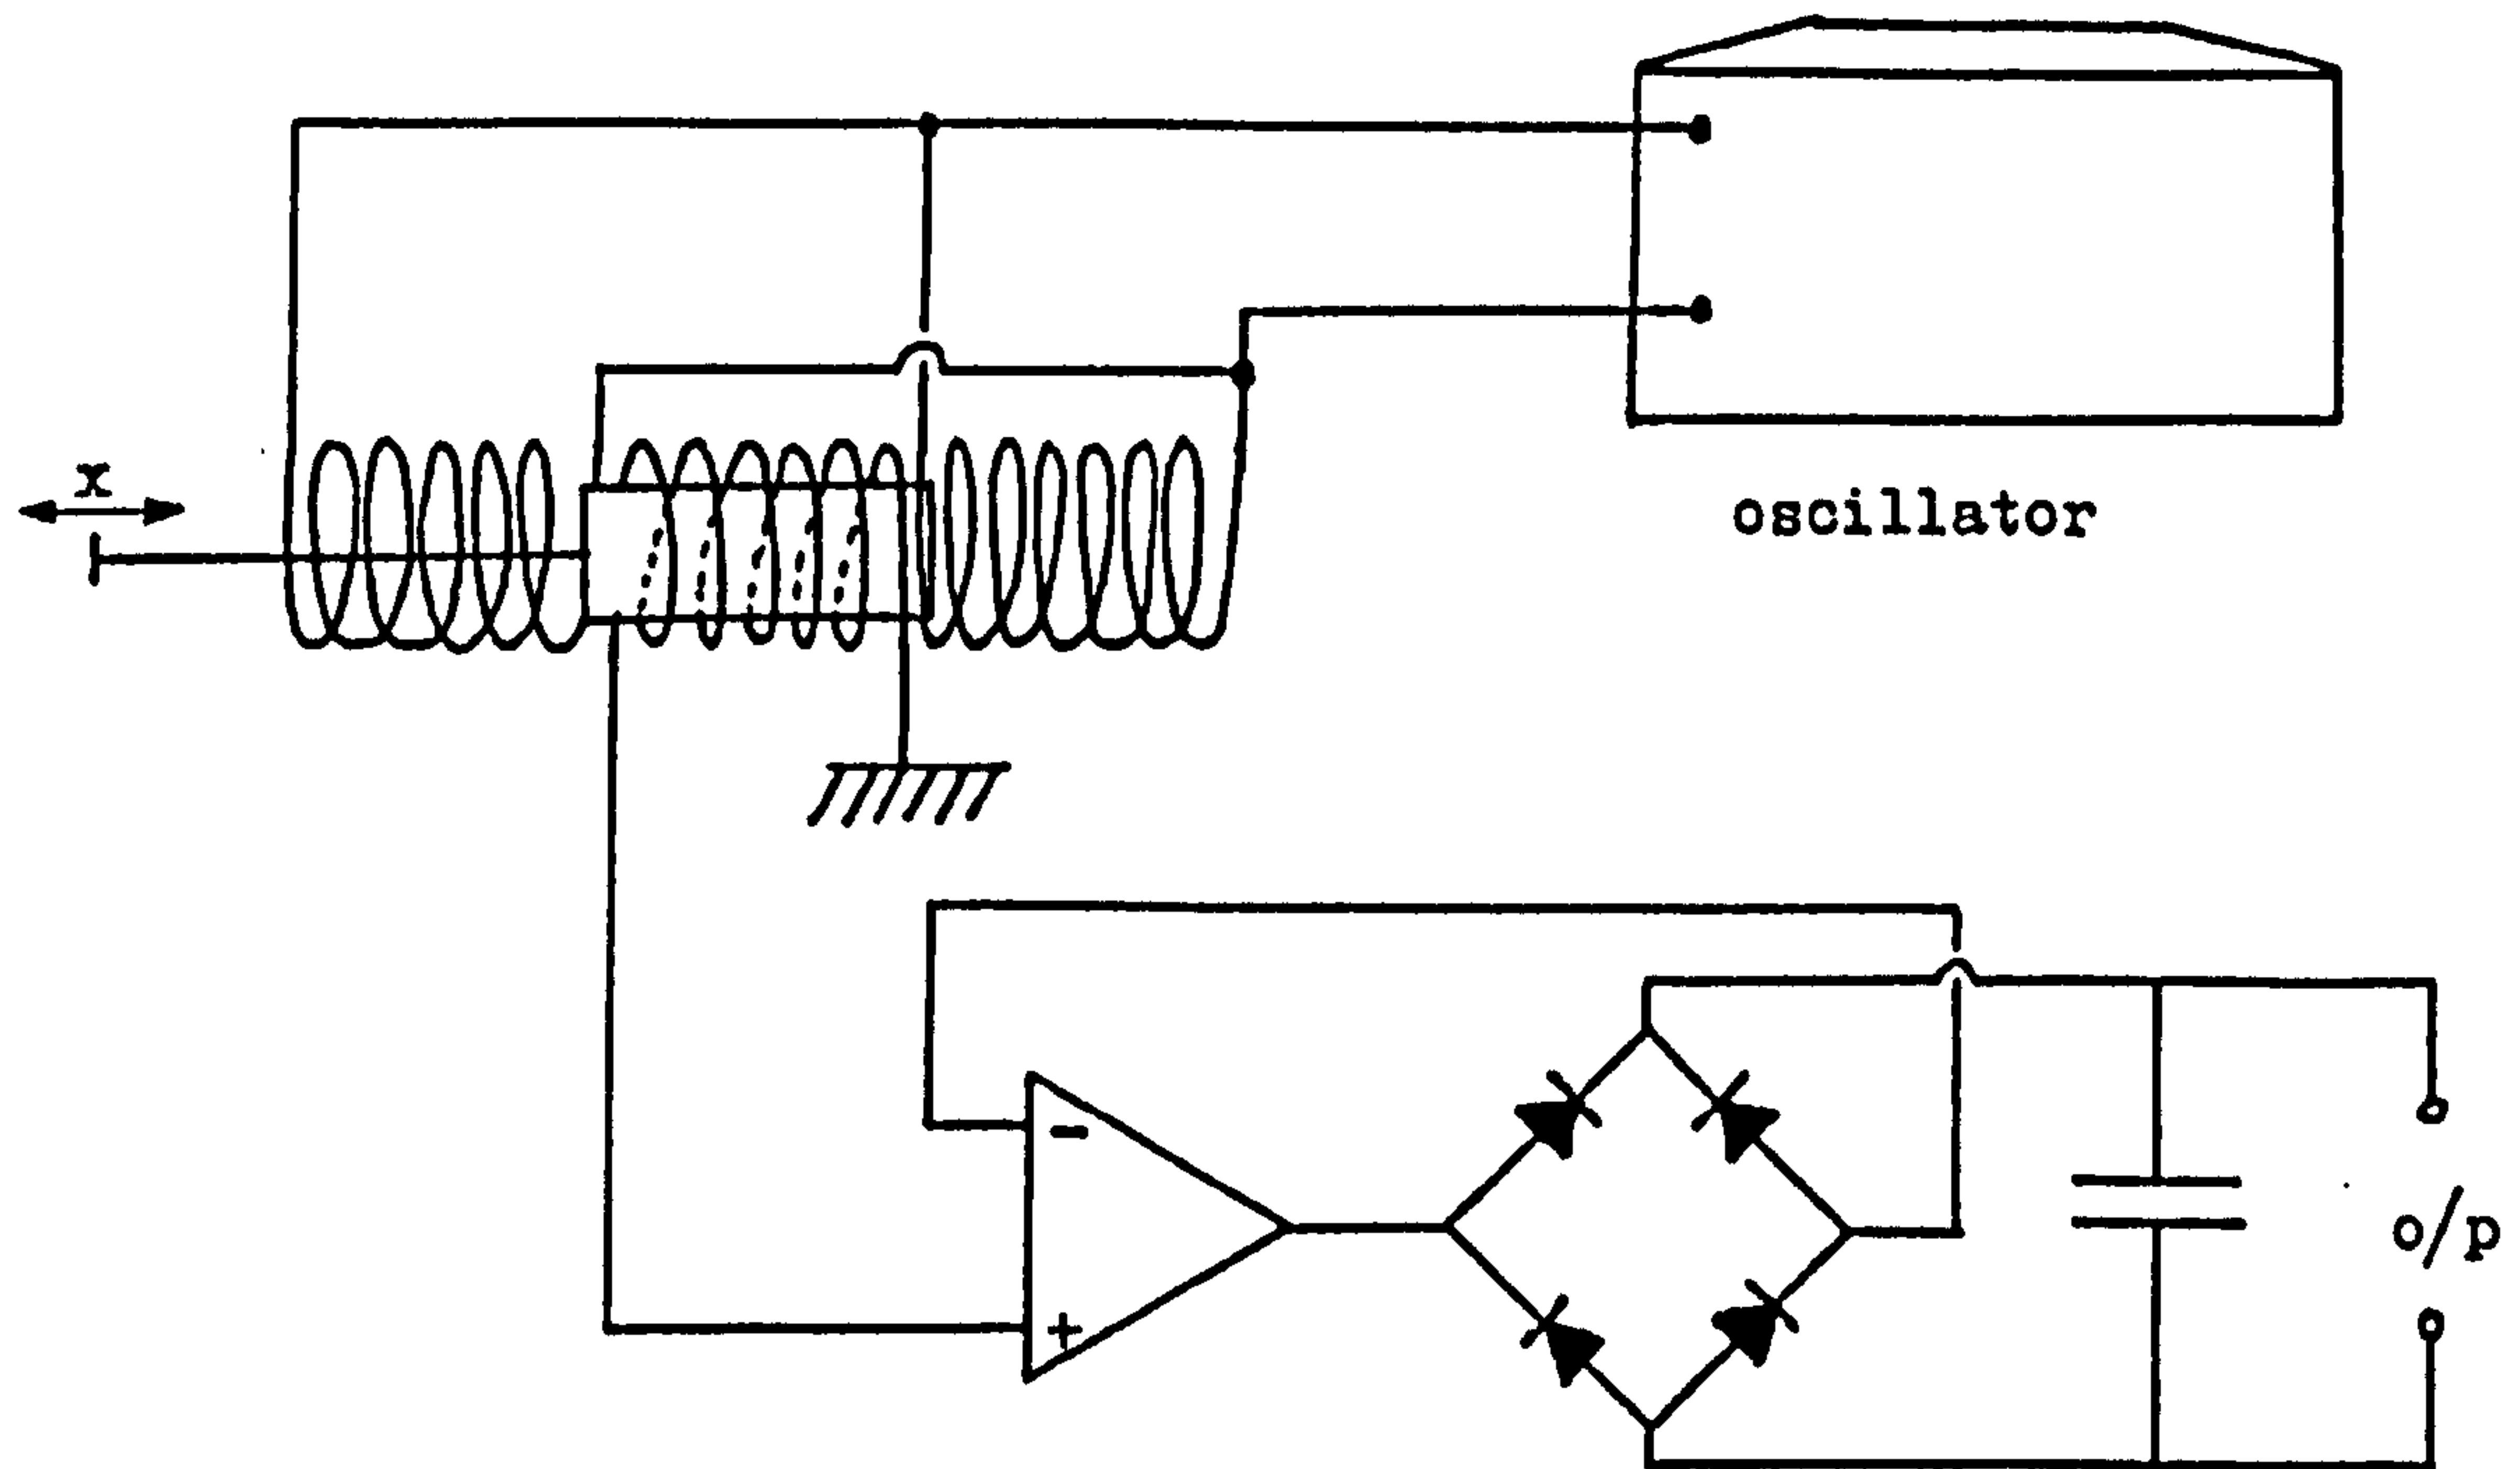 x
oscillator
-
+
o/p